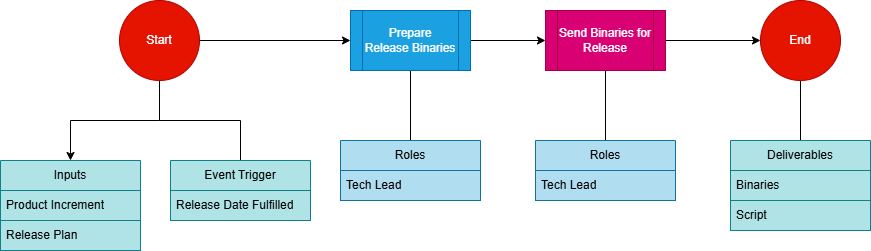 Start
Prepare
Release Binaries
Send Binaries for
Release
End
Inputs
Product Increment
Release Plan
Event Trigger
Release Date Fulfilled
Roles
Tech Lead
Roles
Tech Lead
Deliverables
Binaries
Script